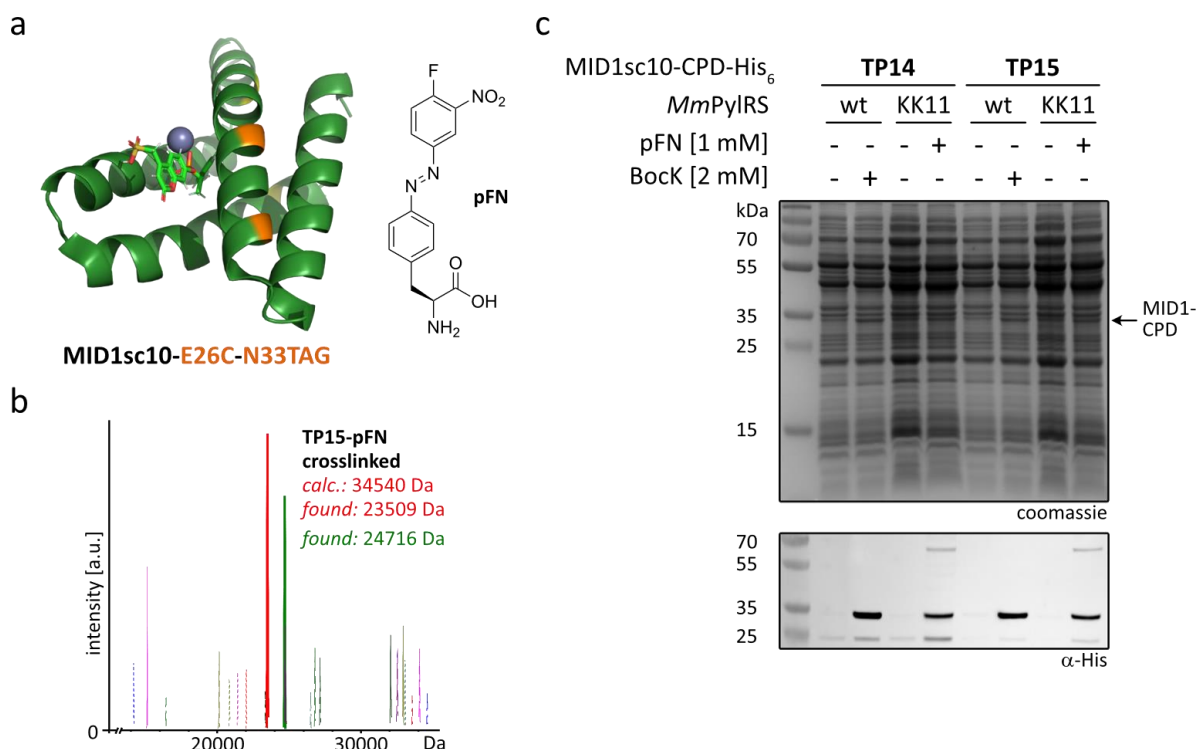 a
F
NO2
N
N
pFN
O
OH
NH2
MID1sc10-E26C-N33TAG
b
TP15-pFN
crosslinked
calc.: 34540 Da
found: 23509 Da
found: 24716 Da
intensity [a.u.]
0
20000 30000 Da
c
MID1sc10-CPD-His6 TP14 TP15
MmPylRS wt KK11 wt KK11
pFN [1 mM] - - - + - - - +
BocK [2 mM] - + - - - + - -
kDa
70
55
35
25
15
MID1-
CPD
coomassie
70
55
35
25
α-His